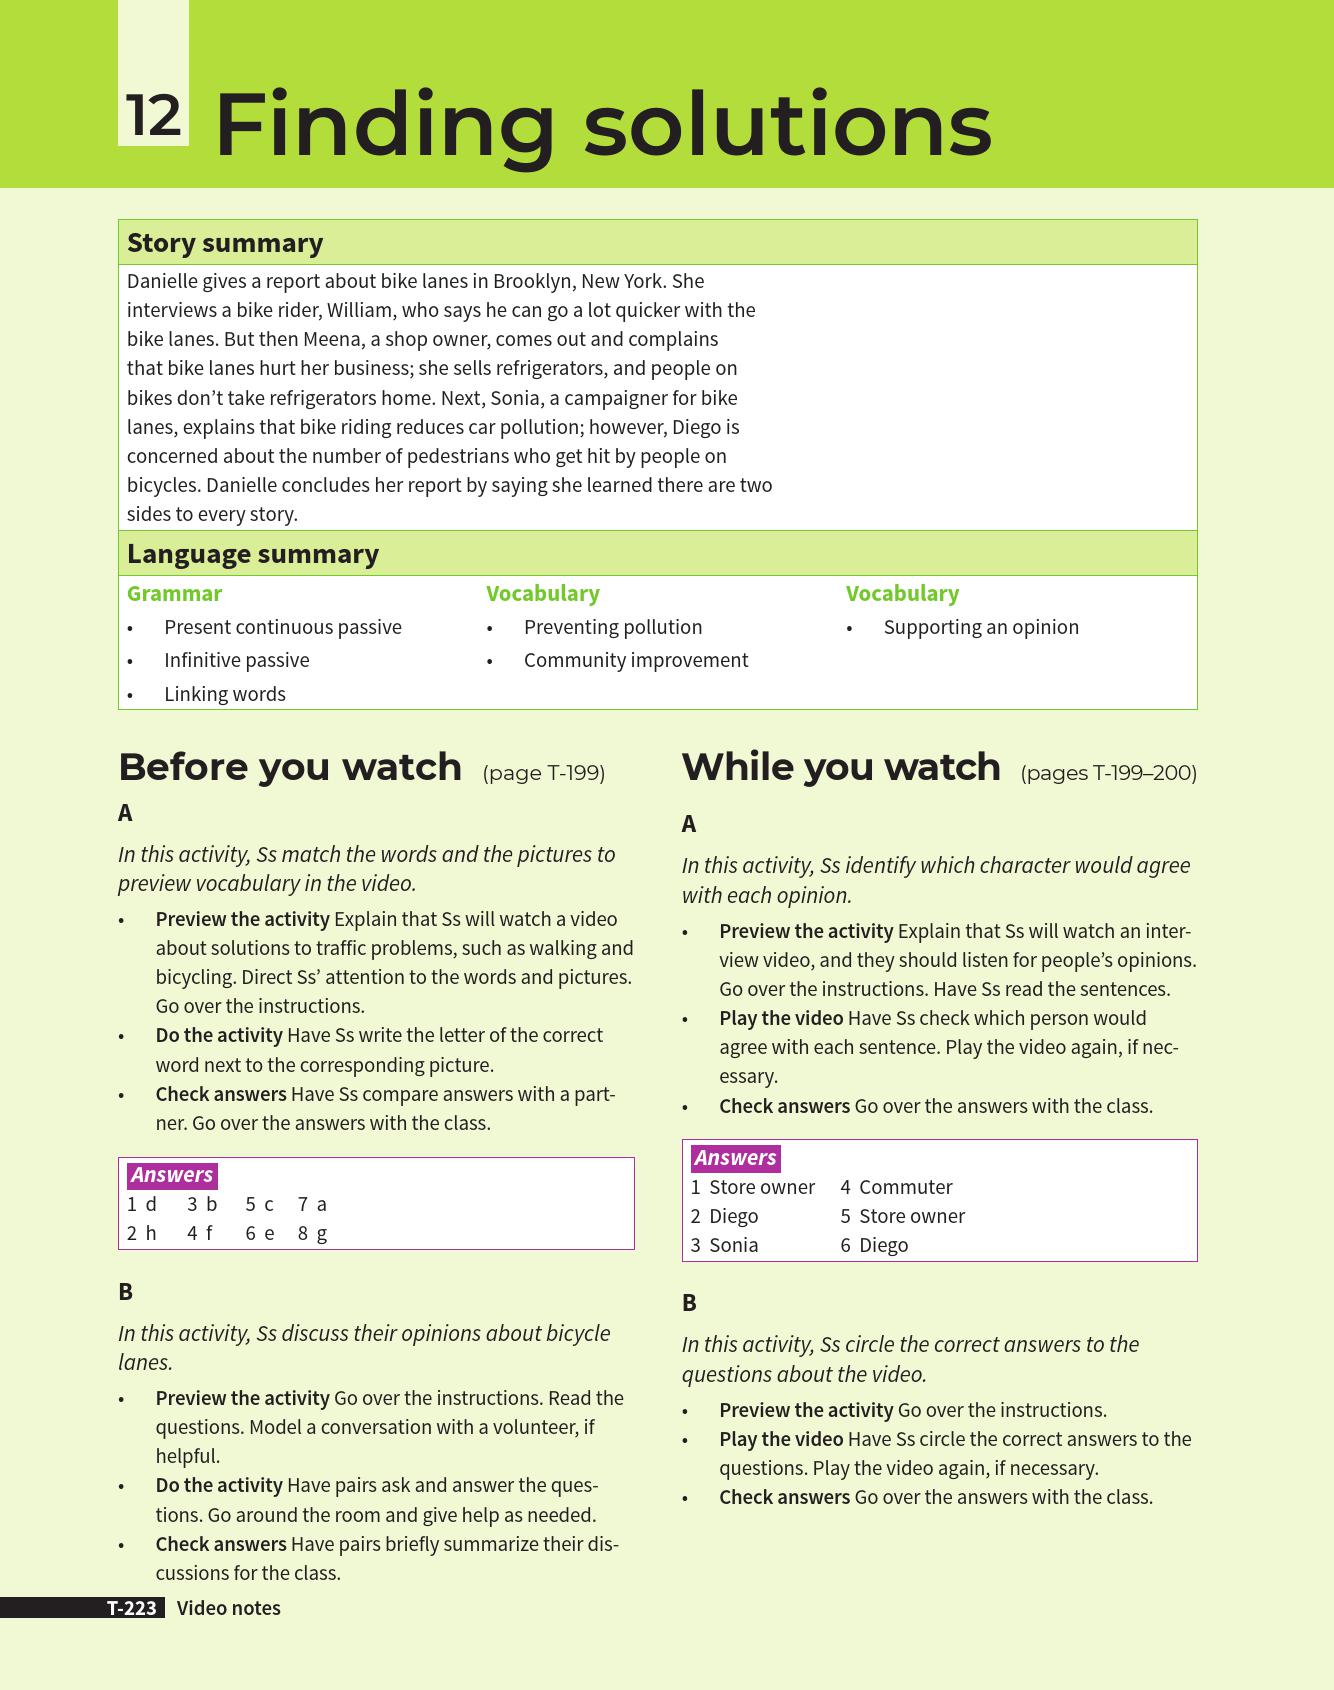 12 Finding solutions
Story summary
Danielle gives a report about bike lanes in Brooklyn, New York. She
interviews a bike rider, William, who says he can go a lot quicker with the
bike lanes. But then Meena, a shop owner, comes out and complains
that bike lanes hurt her business; she sells refrigerators, and people on
bikes don’t take refrigerators home. Next, Sonia, a campaigner for bike
lanes, explains that bike riding reduces car pollution; however, Diego is
concerned about the number of pedestrians who get hit by people on
bicycles. Danielle concludes her report by saying she learned there are two
sides to every story.
Language summary
Grammar
• Present continuous passive
• Infinitive passive
• Linking words
Vocabulary
• Preventing pollution
• Community improvement
Vocabulary
• Supporting an opinion
Before you watch (page T-199)
A
In this activity, Ss match the words and the pictures to
preview vocabulary in the video.
• Preview the activity Explain that Ss will watch a video
about solutions to traffic problems, such as walking and
bicycling. Direct Ss’ attention to the words and pictures.
Go over the instructions.
• Do the activity Have Ss write the letter of the correct
word next to the corresponding picture.
• Check answers Have Ss compare answers with a part-
ner. Go over the answers with the class.
Answers
1 d 3 b 5 c 7 a
2 h 4 f 6 e 8 g
B
In this activity, Ss discuss their opinions about bicycle
lanes.
• Preview the activity Go over the instructions. Read the
questions. Model a conversation with a volunteer, if
helpful.
• Do the activity Have pairs ask and answer the ques-
tions. Go around the room and give help as needed.
• Check answers Have pairs briefly summarize their dis-
cussions for the class.
While you watch (pages T-199–200)
A
In this activity, Ss identify which character would agree
with each opinion.
• Preview the activity Explain that Ss will watch an inter-
view video, and they should listen for people’s opinions.
Go over the instructions. Have Ss read the sentences.
• Play the video Have Ss check which person would
agree with each sentence. Play the video again, if nec-
essary.
• Check answers Go over the answers with the class.
Answers
1 Store owner 4 Commuter
2 Diego 5 Store owner
3 Sonia 6 Diego
B
In this activity, Ss circle the correct answers to the
questions about the video.
• Preview the activity Go over the instructions.
• Play the video Have Ss circle the correct answers to the
questions. Play the video again, if necessary.
• Check answers Go over the answers with the class.
T-223 Video notes